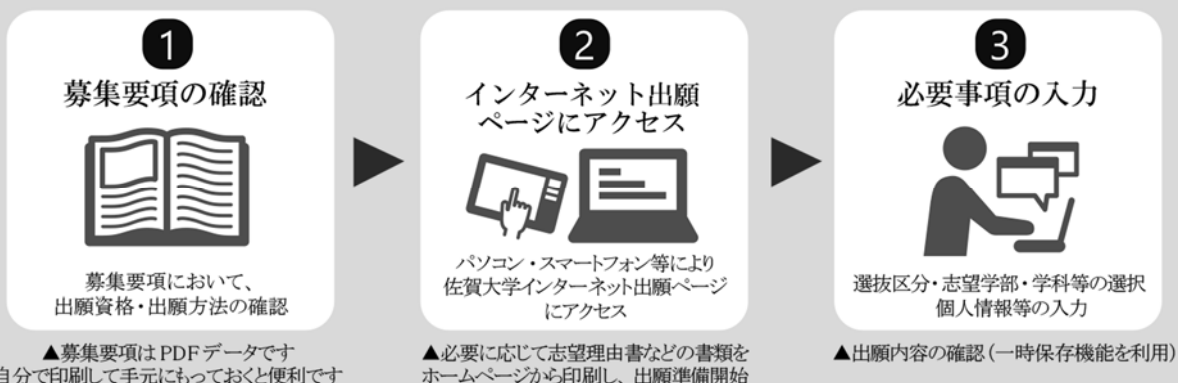 1
募集要項の確認
募集要項において、
出願資格・出願方法の確認
▲募集要項はPDFデータです
自分で印刷して手元にもっておくと便利です
2
インターネット出願
ページにアクセス
パソコン・スマートフォン等により
佐賀大学インターネット出願ページ
にアクセス
▲必要に応じて志望理由書などの書類を
ホームページから印刷し、出願準備開始
3
必要事項の入力
選抜区分・志望学部・学科等の選択
個人情報等の入力
▲出願内容の確認(一時保存機能を利用)